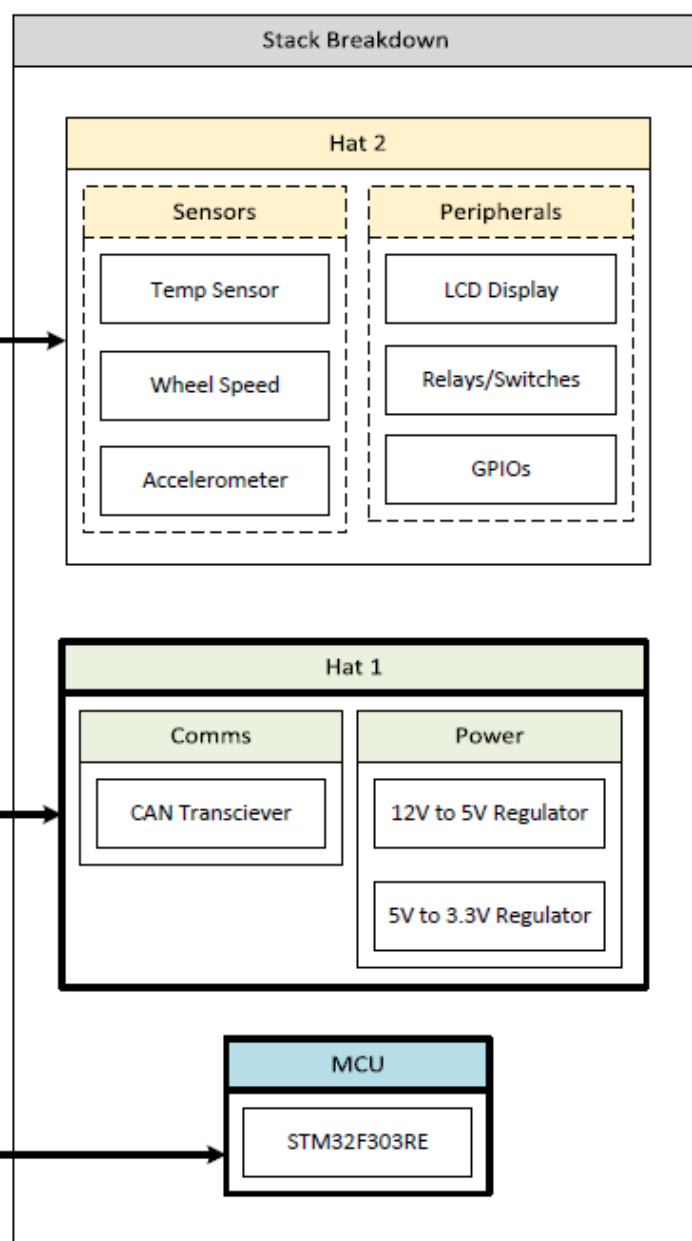 Stack Breakdown
Hat 2
Sensors
Temp Sensor
Wheel Speed
Accelerometer
Peripherals
LCD Display
Relays/Switches
GPIOs
Hat 1
Comms
CAN Transciever
Power
12V to 5V Regulator
5V to 3.3V Regulator
MCU
STM32F303RE